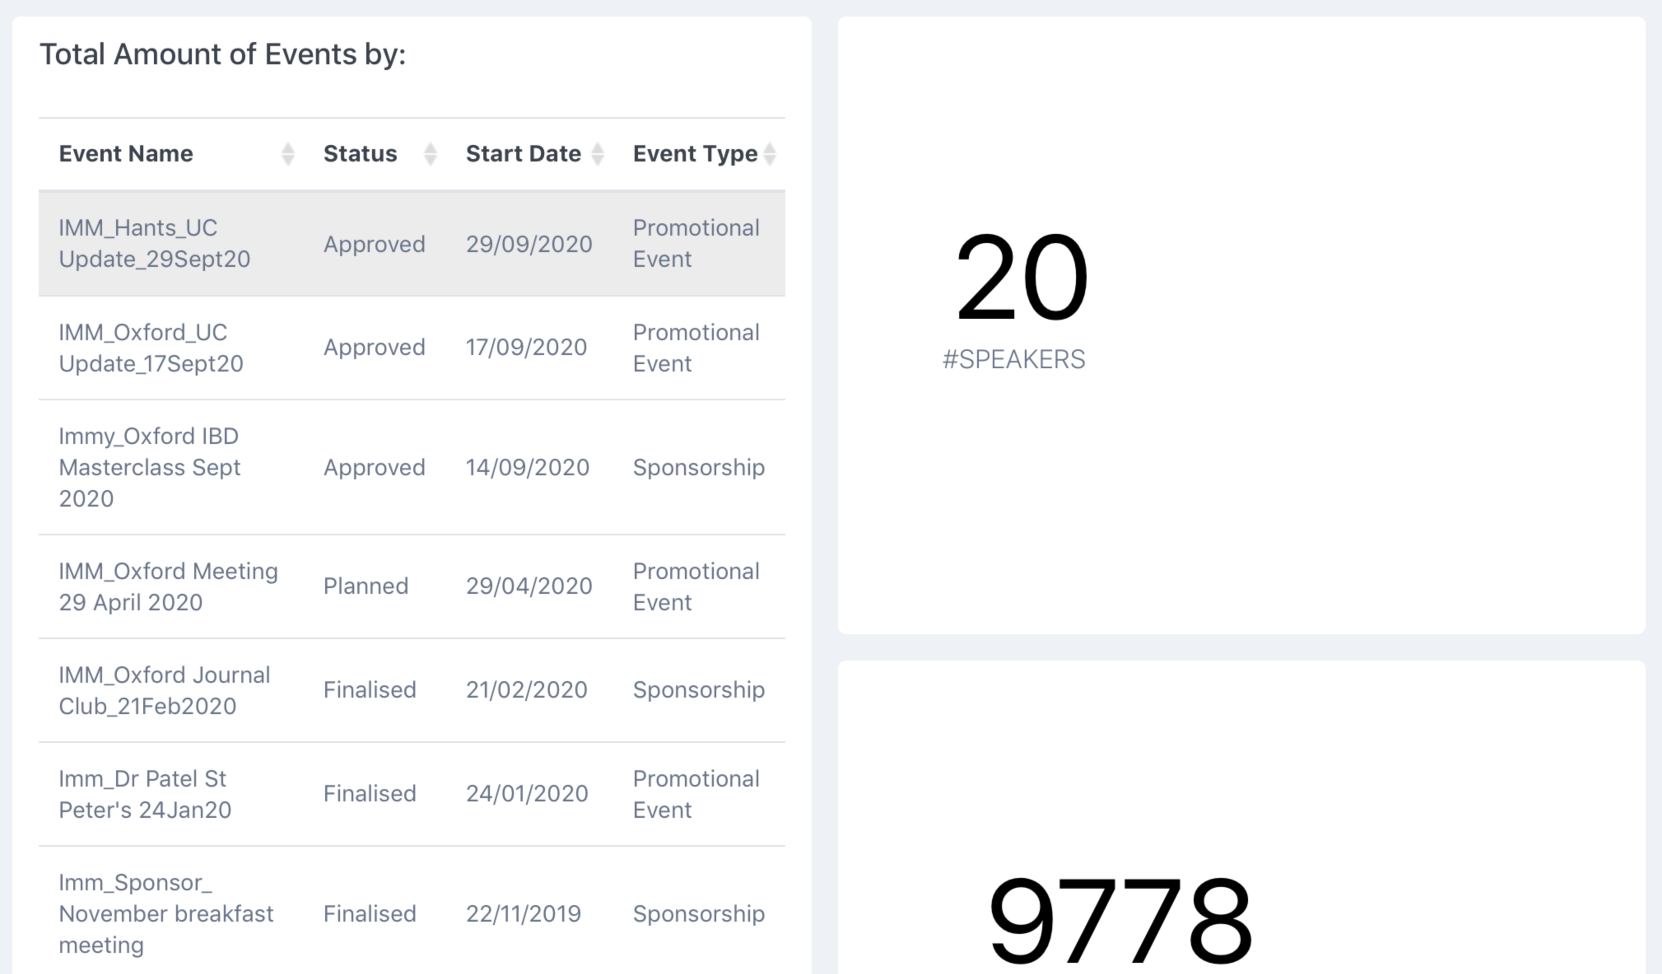 Total Amount of Events by:
Event Name Status Start Date Event Type
IMM_Hants_UC
Update_29Sept20
Approved
29/09/2020
Promotional
Event
IMM_Oxford_UC
Update_17Sept20
Approved
17/09/2020
Promotional
Event
Immy_Oxford IBD
Masterclass Sept
2020
Approved
14/09/2020
Sponsorship
IMM_Oxford Meeting
29 April 2020
Planned
29/04/2020
Promotional
Event
IMM_Oxford Journal
Club_21Feb2020
Finalised
21/02/2020
Sponsorship
Imm_Dr Patel St
Peter's 24Jan20
Finalised
24/01/2020
Promotional
Event
Imm_Sponsor_
November breakfast
meeting
Finalised
22/11/2019
Sponsorship
20
#SPEAKERS
9778